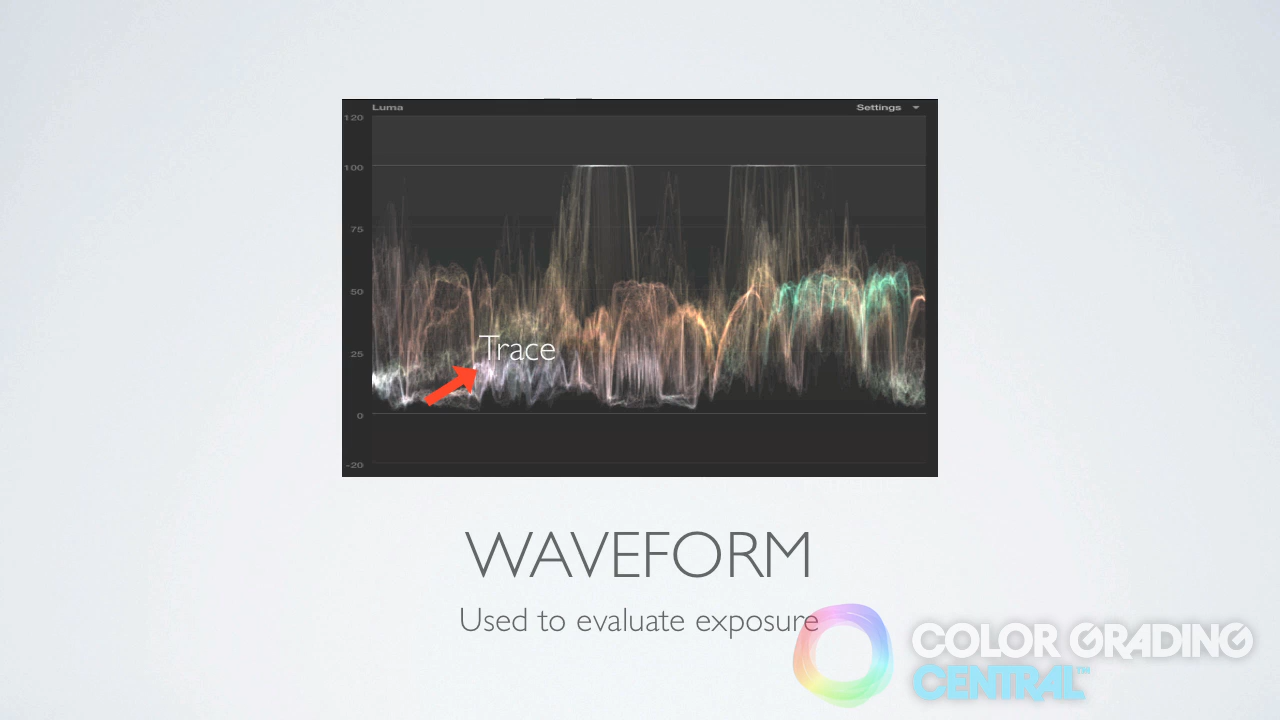 Luma
Settings
120
100
75
50
25
0
-20
Trace
WAVEFORM
Used to evaluate exposure
COLOR GRADING
CENTRAL™